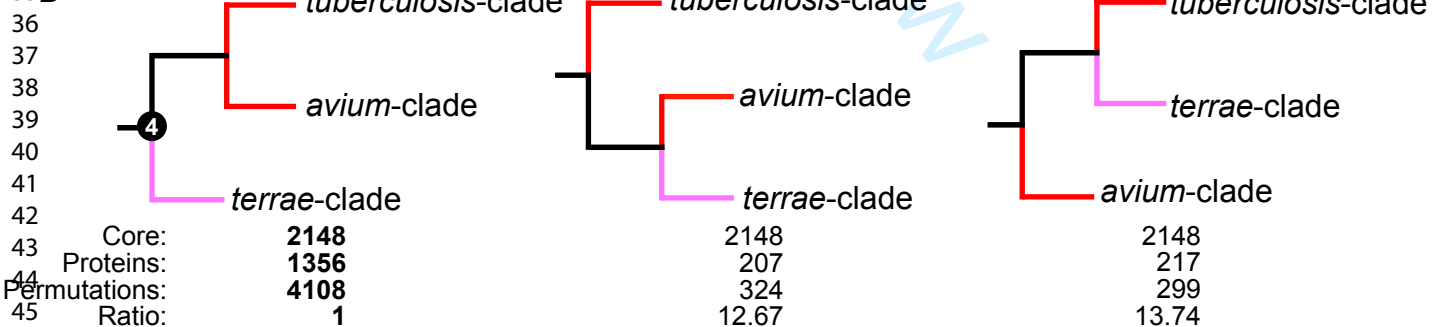 tuberculosis-clade tuberculosis-clade tuberculosis-clade
36
37
38 avium-clade
39 avium-clade terrae-clade
4
40
41 avium-clade
terrae-clade terrae-clade
42
43 Core: 2148 2148 2148
Proteins: 1356 207 217
44 Permutations: 4108 324 299
45 Ratio: 1 12.67 13.74